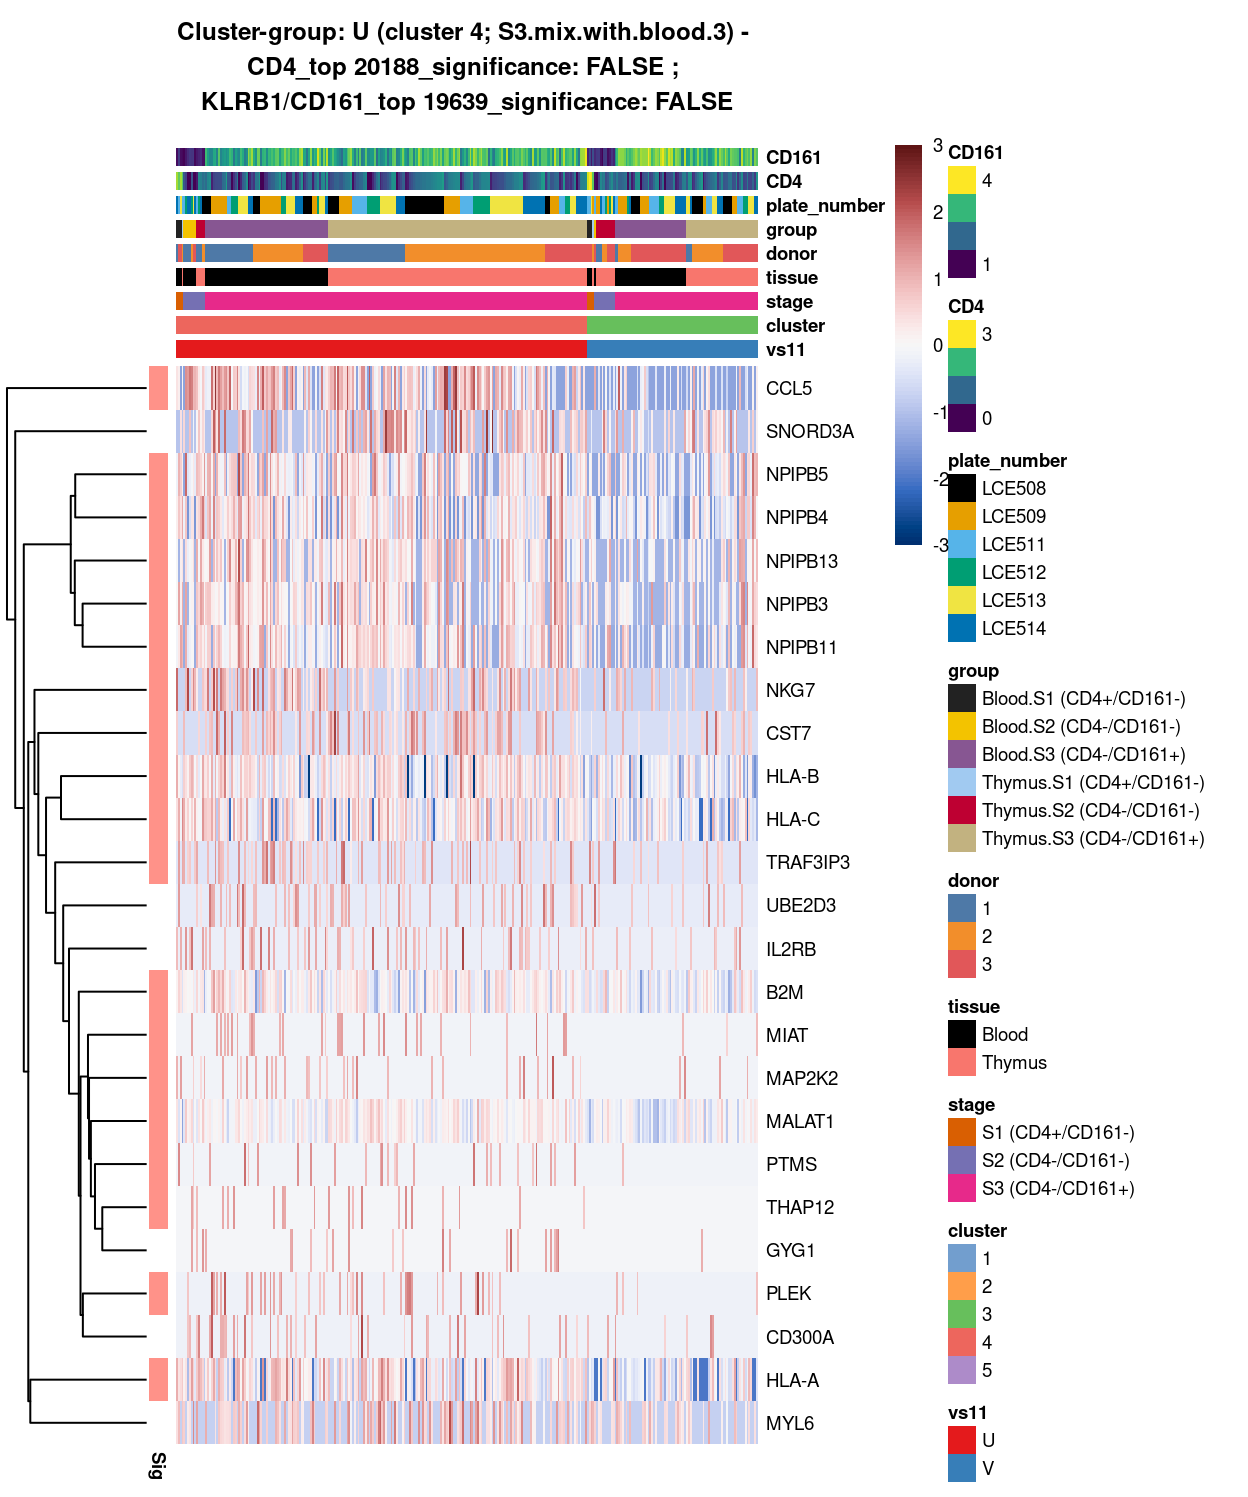 Cluster-group: U (cluster 4; S3.mix.with.blood.3) -
CD4_top 20188_significance: FALSE ;
KLRB1/CD161_top 19639_significance: FALSE
CD161
CD4
plate_number
group
donor
tissue
stage
cluster
vs11
CCL5
SNORD3A
NPIPB5
NPIPB4
NPIPB13
NPIPB3
NPIPB11
NKG7
CST7
HLA-B
HLA-C
TRAF3IP3
UBE2D3
IL2RB
B2M
MIAT
MAP2K2
MALAT1
PTMS
THAP12
GYG1
PLEK
CD300A
HLA-A
MYL6
Sig
3
2
1
0
-1
-2
-3
CD161
4
1
CD4
3
0
plate_number
LCE508
LCE509
LCE511
LCE512
LCE513
LCE514
group
Blood.S1 (CD4+/CD161-)
Blood.S2 (CD4-/CD161-)
Blood.S3 (CD4-/CD161+)
Thymus.S1 (CD4+/CD161-)
Thymus.S2 (CD4-/CD161-)
Thymus.S3 (CD4-/CD161+)
donor
1
2
3
tissue
Blood
Thymus
stage
S1 (CD4+/CD161-)
S2 (CD4-/CD161-)
S3 (CD4-/CD161+)
cluster
1
2
3
4
5
vs11
U
V